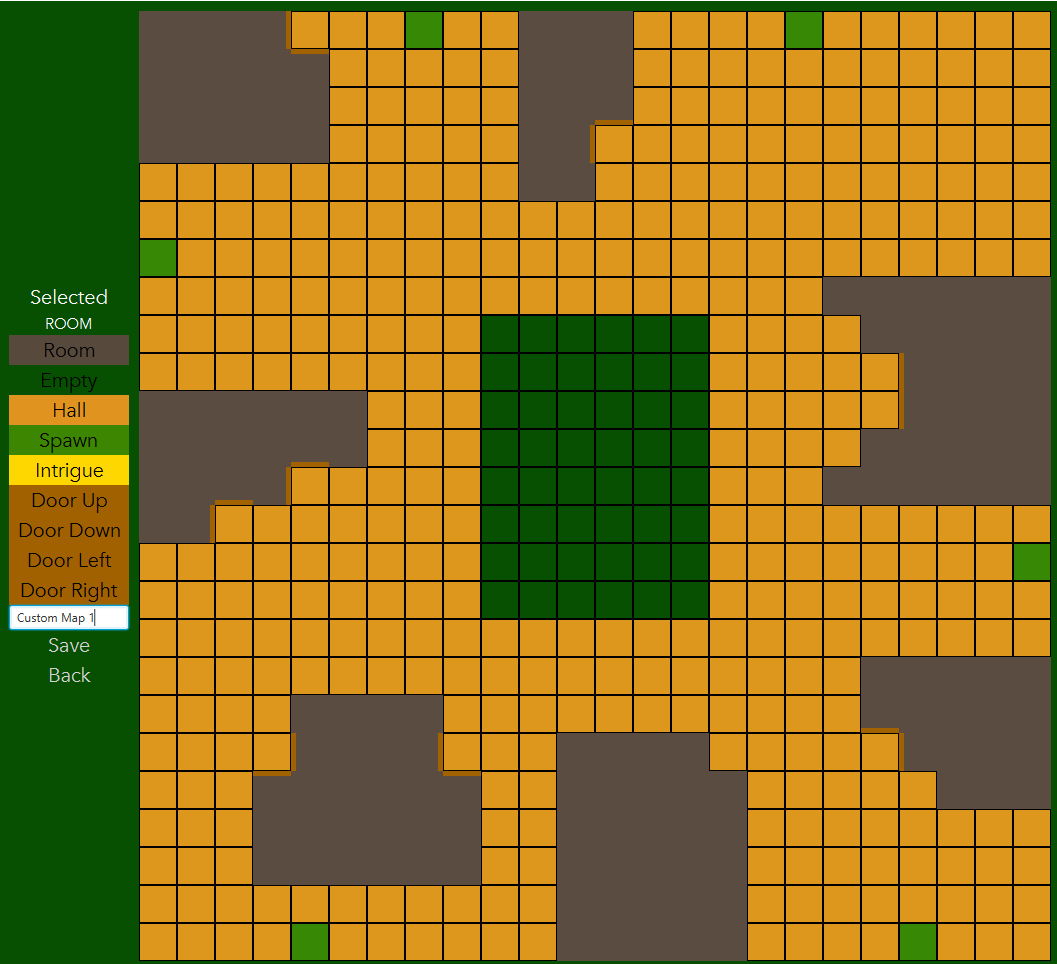 Selected
ROOM
Room
Empty
Hall
Spawn
Intrigue
Door Up
Door Down
Door Left
Door Right
Custom Map 1
Save
Back